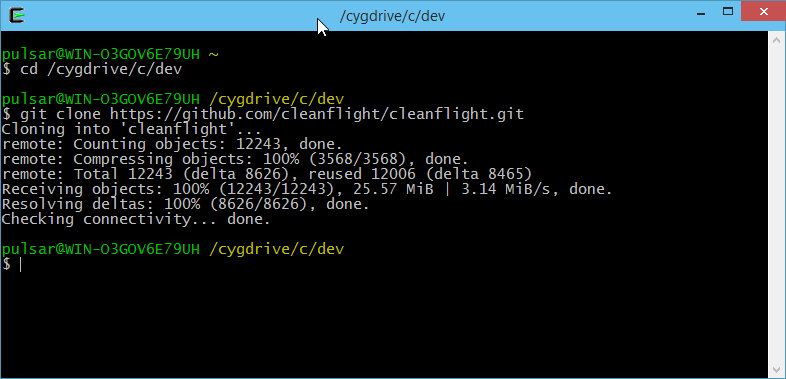 /cygdrive/c/dev
pulsar@WIN-O3GOV6E79UH ~
$ cd /cygdrive/c/dev
pulsar@WIN-O3GOV6E79UH /cygdrive/c/dev
$ git clone https://github.com/cleanflight/cleanflight.git
Cloning into 'cleanflight'...
remote: Counting objects: 12243, done.
remote: Compressing objects: 100% (3568/3568), done.
remote: Total 12243 (delta 8626), reused 12006 (delta 8465)
Receiving objects: 100% (12243/12243), 25.57 MiB | 3.14 MiB/s, done.
Resolving deltas: 100% (8626/8626), done.
Checking connectivity... done.
pulsar@WIN-O3GOV6E79UH /cygdrive/c/dev
$